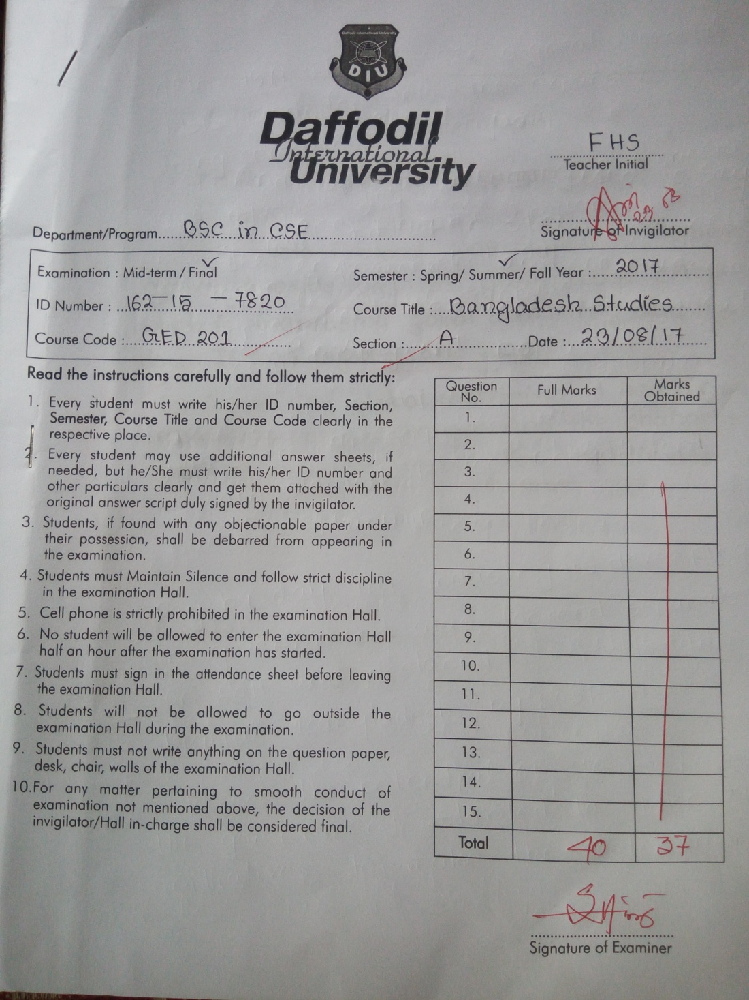 Daffodil International University
DIU
Daffodil
International
University
FHS
Teacher Initial
Signature of Invigilator
Department/Program......BSC in CSE......
Examination : Mid-term / Final ✓
Semester : Spring/ Summer/ Fall Year : 2017
ID Number : 162-15 - 7820
Course Title : Bangladesh Studies
Course Code : GED 201
Section : A Date : 23/08/17
Read the instructions carefully and follow them strictly:
1. Every student must write his/her ID number, Section,
Semester, Course Title and Course Code clearly in the
respective place.
2. Every student may use additional answer sheets, if
needed, but he/She must write his/her ID number and
other particulars clearly and get them attached with the
original answer script duly signed by the invigilator.
3. Students, if found with any objectionable paper under
their possession, shall be debarred from appearing in
the examination.
4. Students must Maintain Silence and follow strict discipline
in the examination Hall.
5. Cell phone is strictly prohibited in the examination Hall.
6. No student will be allowed to enter the examination Hall
half an hour after the examination has started.
7. Students must sign in the attendance sheet before leaving
the examination Hall.
8. Students will not be allowed to go outside the
examination Hall during the examination.
9. Students must not write anything on the question paper,
desk, chair, walls of the examination Hall.
10.For any matter pertaining to smooth conduct of
examination not mentioned above, the decision of the
invigilator/Hall in-charge shall be considered final.
Question No. Full Marks Marks Obtained
1.
2.
3.
4.
5.
6.
7.
8.
9.
10.
11.
12.
13.
14.
15.
Total 40 37
Signature of Examiner